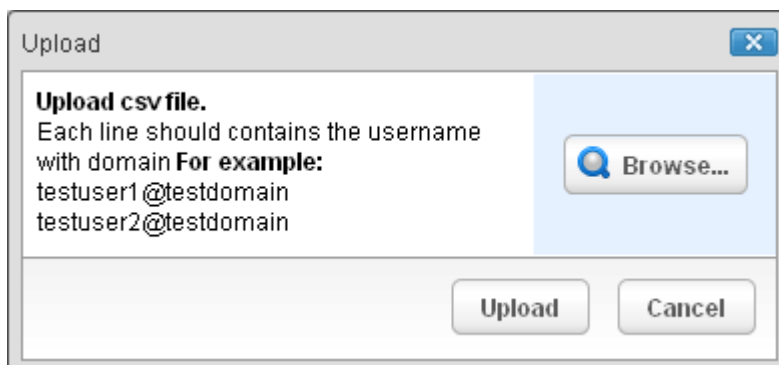 Upload
Upload csv file.
Each line should contains the username
with domain For example:
testuser1@testdomain
testuser2@testdomain
Browse...
Upload
Cancel